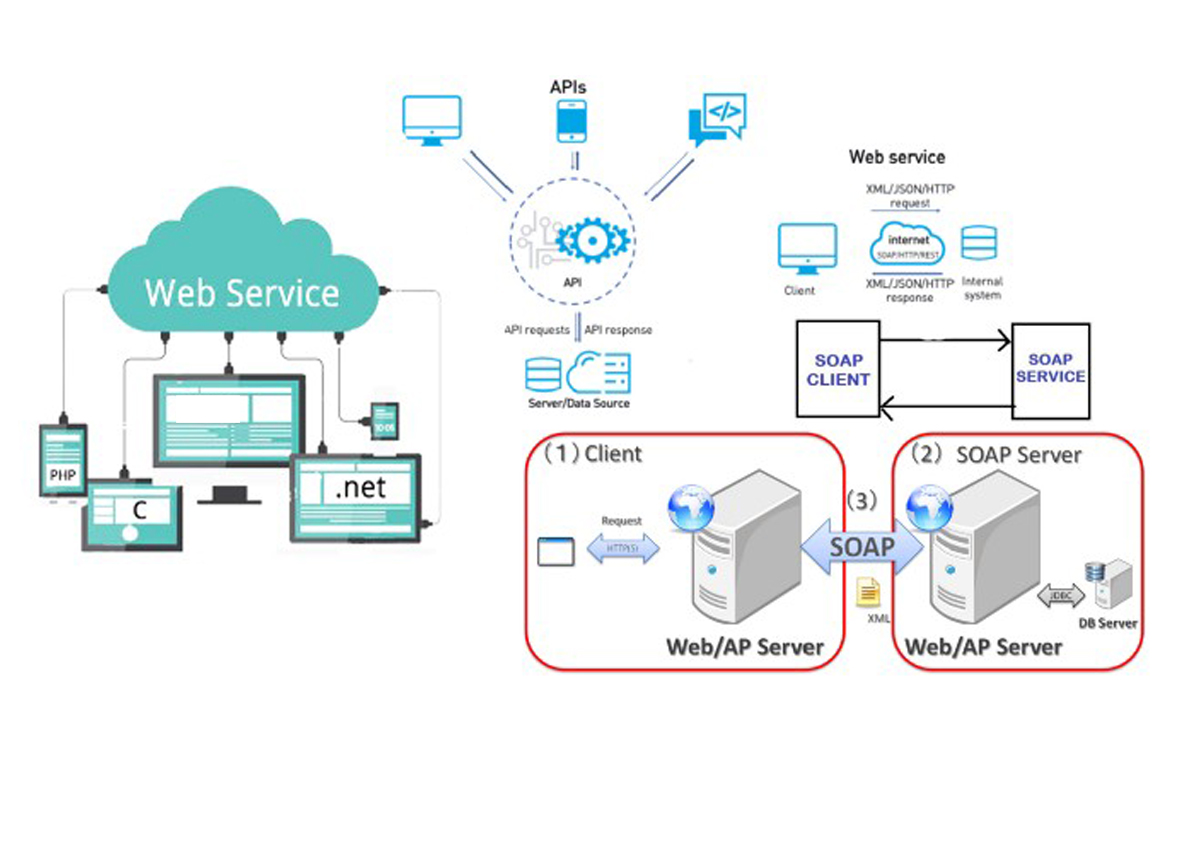 Web Service
PHP
C
.net
10:05
APIs
API
API requests
API response
Server/Data Source
Web service
XML/JSON/HTTP
request
internet
SOAP/HTTP/REST
Client
XML/JSON/HTTP
response
Internal
system
SOAP
CLIENT
SOAP
SERVICE
(1) Client
Request
HTTP(S)
Web/AP Server
(3)
SOAP
XML
(2) SOAP Server
JDBC
DB Server
Web/AP Server